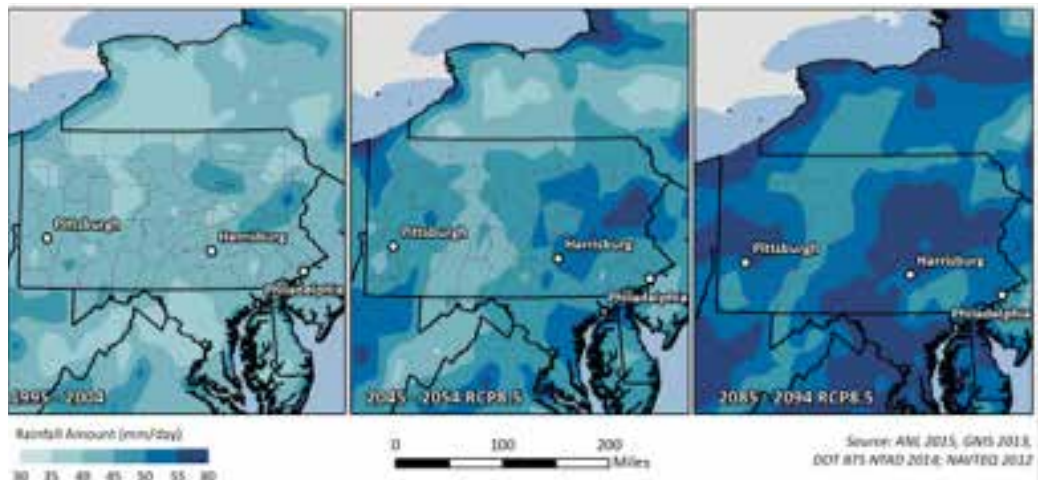 Pittsburgh
Harrisburg
Philadelphia
1995 - 2004
Pittsburgh
Harrisburg
Philadelphia
2045 - 2054 RCP8.5
Pittsburgh
Harrisburg
Philadelphia
2085 - 2094 RCP8.5
Rainfall Amount (mm/day)
30 35 40 45 50 55 60
0 100 200
Miles
Source: ANL 2015, GNIS 2013,
DOT BTS NTAD 2014; NAVTEQ 2012